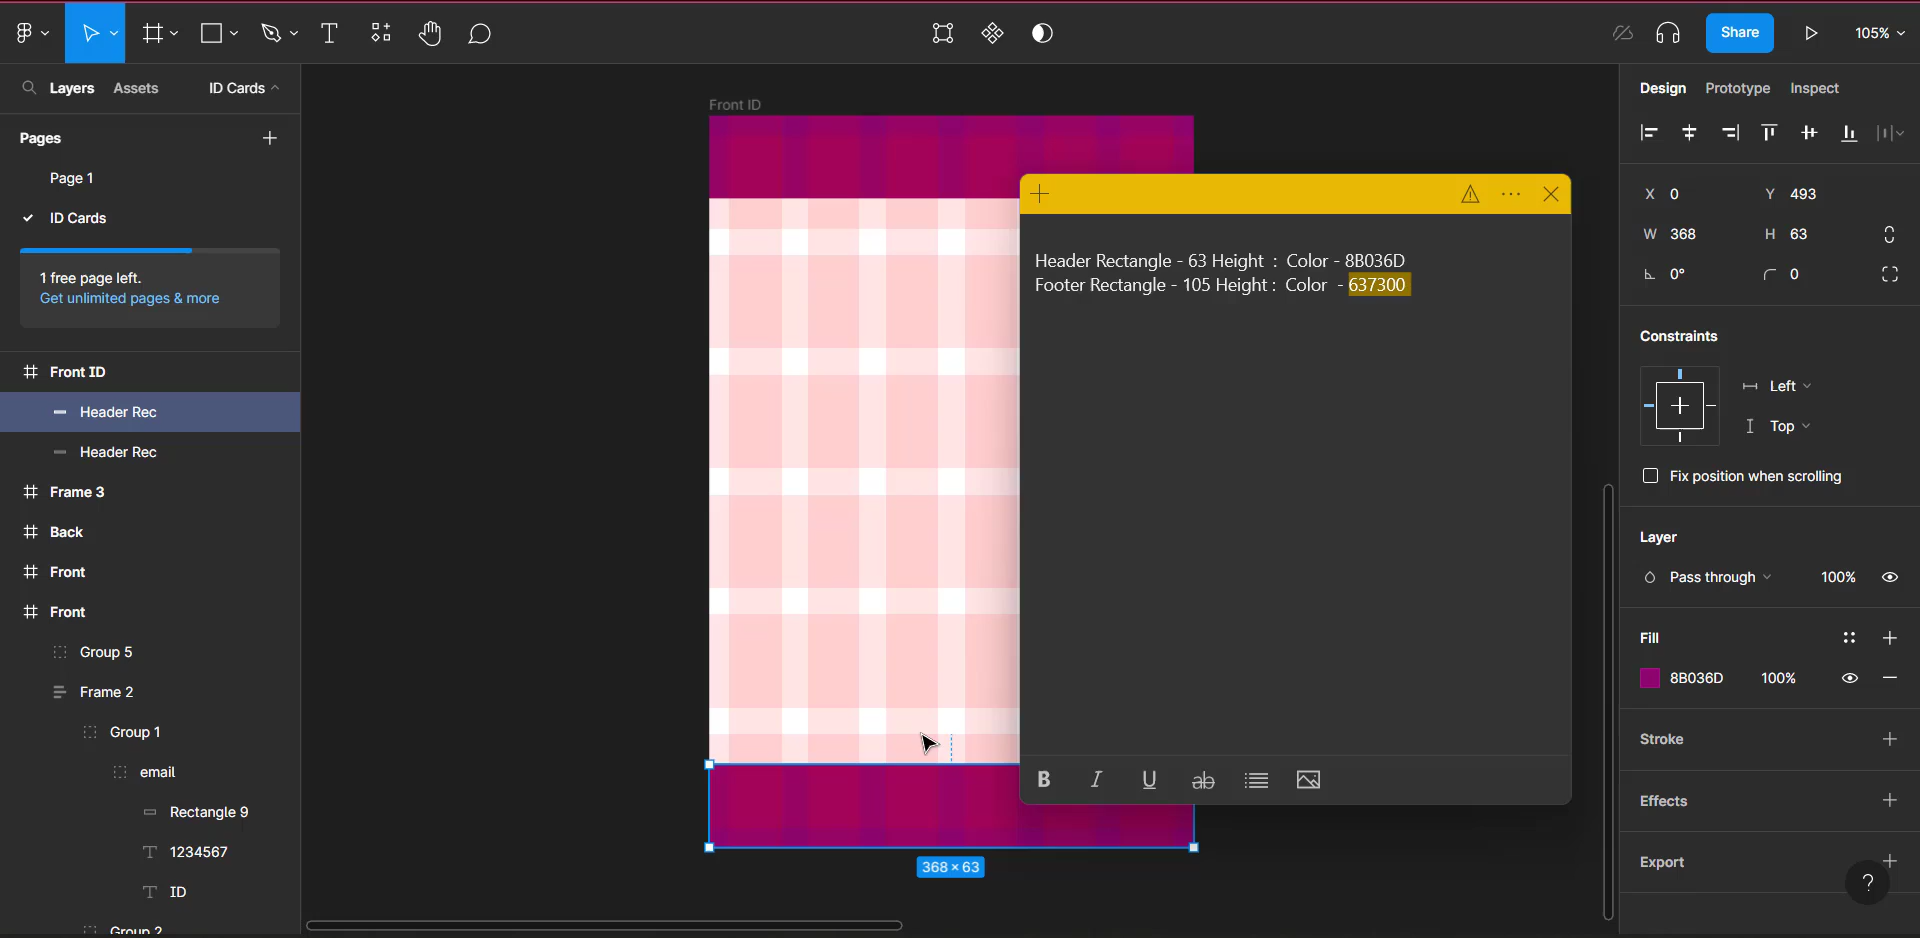 Share
105%
Layers
Assets
ID Cards
Pages
Page 1
ID Cards
1 free page left.
Get unlimited pages & more
Front ID
Header Rec
Header Rec
Frame 3
Back
Front
Front
Group 5
Frame 2
Group 1
email
Rectangle 9
1234567
ID
Group 2
Front ID
Header Rectangle - 63 Height : Color - 8B036D
Footer Rectangle - 105 Height : Color - 637300
B I U ab
368 × 63
Design
Prototype
Inspect
X 0 Y 493
W 368 H 63
0° 0
Constraints
Left
Top
Fix position when scrolling
Layer
Pass through 100%
Fill
8B036D 100%
Stroke
Effects
Export
?